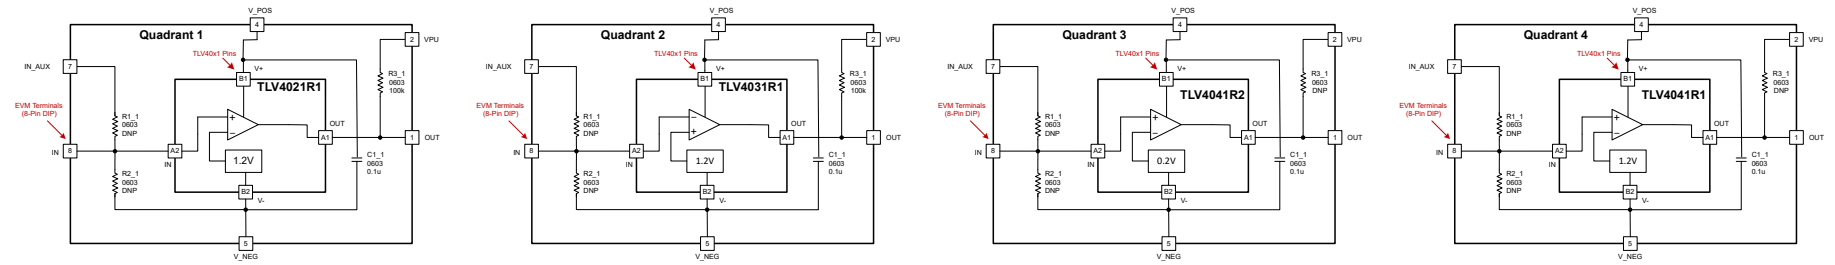 V_POS
4
Quadrant 1
2
VPU
TLV40x1 Pins
IN_AUX
7
V+
B1
TLV4021R1
R3_1
0603
100k
EVM Terminals
(8-Pin DIP)
R1_1
0603
DNP
+
−
OUT
A1
1
OUT
IN
8
A2
IN
1.2V
C1_1
0603
0.1u
R2_1
0603
DNP
B2
V-
5
V_NEG
V_POS
4
Quadrant 2
2
VPU
TLV40x1 Pins
IN_AUX
7
V+
B1
TLV4031R1
R3_1
0603
100k
EVM Terminals
(8-Pin DIP)
R1_1
0603
DNP
−
+
OUT
A1
1
OUT
IN
8
A2
IN
1.2V
C1_1
0603
0.1u
R2_1
0603
DNP
B2
V-
5
V_NEG
V_POS
4
Quadrant 3
2
VPU
TLV40x1 Pins
IN_AUX
7
V+
B1
TLV4041R2
R3_1
0603
DNP
EVM Terminals
(8-Pin DIP)
R1_1
0603
DNP
+
−
OUT
A1
1
OUT
IN
8
A2
IN
0.2V
C1_1
0603
0.1u
R2_1
0603
DNP
B2
V-
5
V_NEG
V_POS
4
Quadrant 4
2
VPU
TLV40x1 Pins
IN_AUX
7
V+
B1
TLV4041R1
R3_1
0603
DNP
EVM Terminals
(8-Pin DIP)
R1_1
0603
DNP
+
−
OUT
A1
1
OUT
IN
8
A2
IN
1.2V
C1_1
0603
0.1u
R2_1
0603
DNP
B2
V-
5
V_NEG